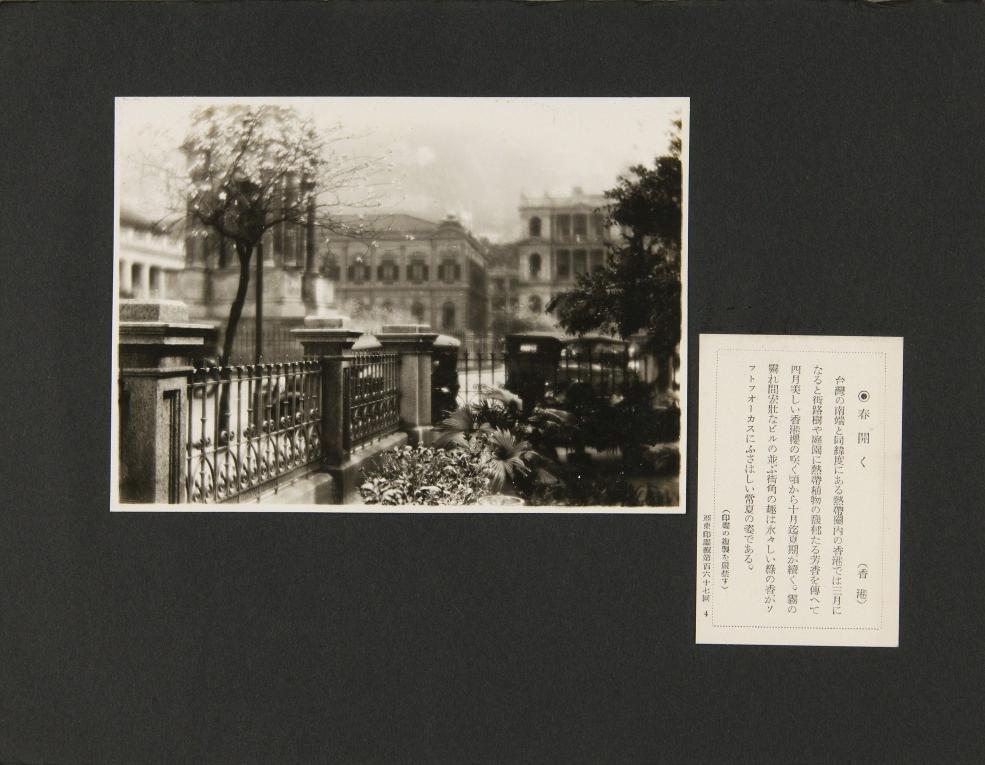 ◉春開く（香港）
台灣の南端と同緯度にある熱帶圏内の香港では三月に
なると街路樹や庭園に熱帶植物の馥郁たる芳香を傳へて
四月美しい香港櫻の咲く頃から十月迄夏期が續く。霧の
霽れ間宏壯なビルの並ぶ街角の趣は永々しい綠の香がソ
フトフオーカスにふさはしい常夏の姿である。
（印畫の複製を嚴禁す）
亞東印畫輯第百六十七回 4